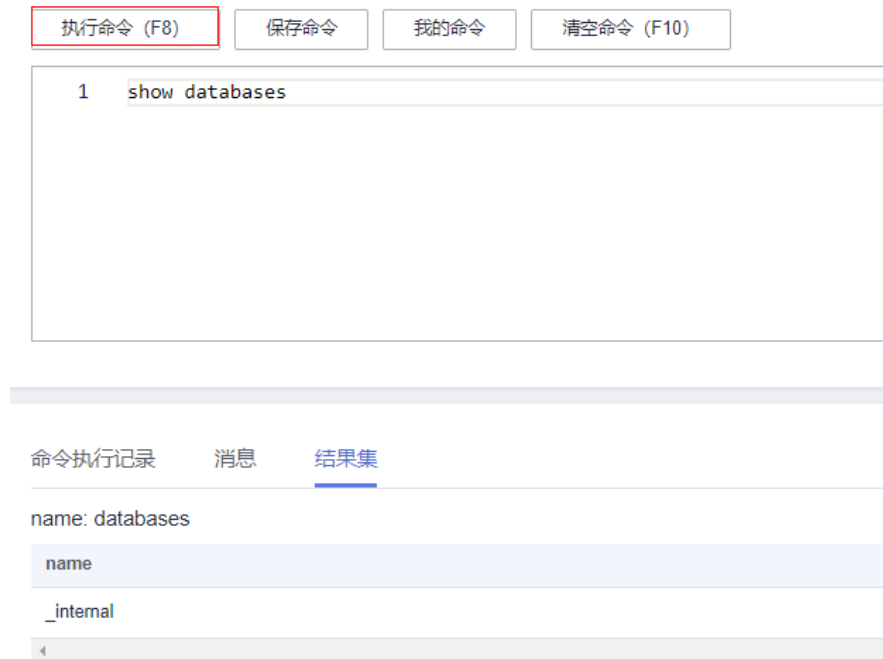 执行命令（F8） 保存命令 我的命令 清空命令（F10）
1 show databases
命令执行记录 消息 结果集
name: databases
name
_internal